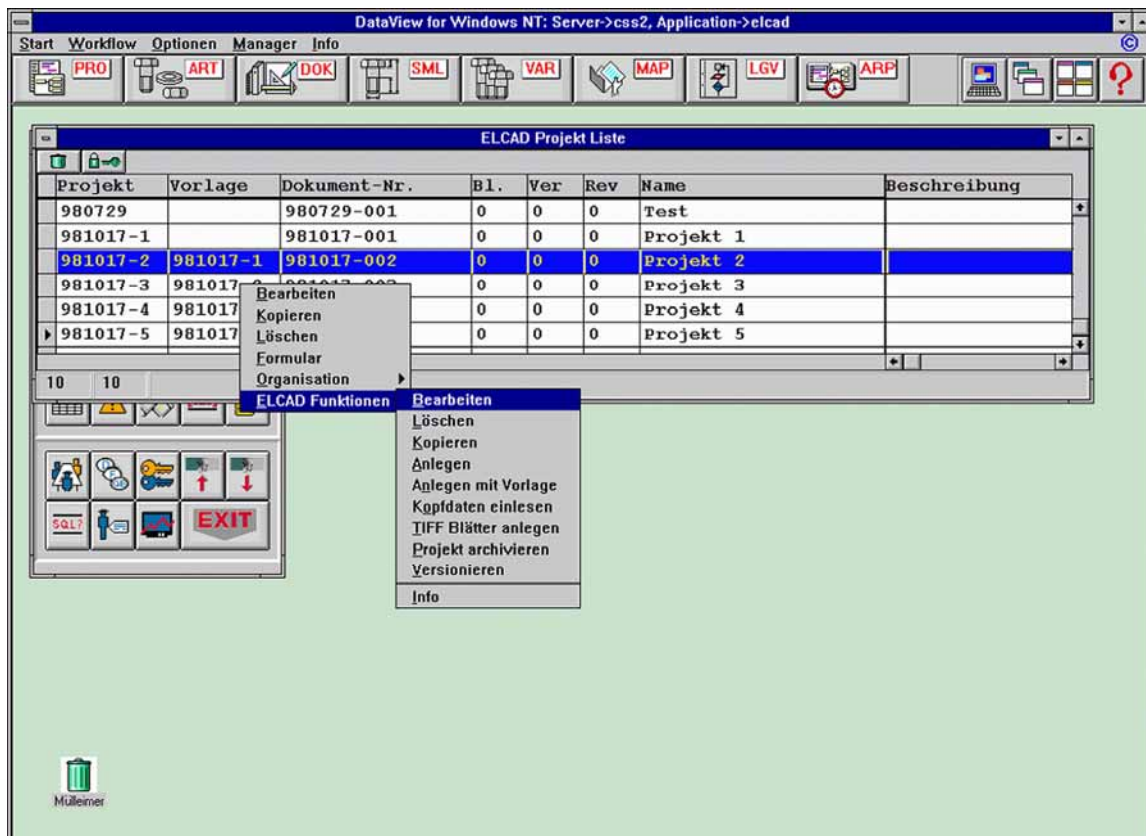 DataView for Windows NT: Server->css2, Application->elcad
Start Workflow Optionen Manager Info ©
PRO ART DOK SML VAR MAP LGV ARP ?
ELCAD Projekt Liste
Projekt Vorlage Dokument-Nr. Bl. Ver Rev Name Beschreibung
980729 980729-001 0 0 0 Test
981017-1 981017-001 0 0 0 Projekt 1
981017-2 981017-1 981017-002 0 0 0 Projekt 2
981017-3 981017 0 0 0 Projekt 3
981017-4 981017 0 0 0 Projekt 4
981017-5 981017 0 0 0 Projekt 5
10 10
Bearbeiten
Kopieren
Löschen
Formular
Organisation
ELCAD Funktionen
Bearbeiten
Löschen
Kopieren
Anlegen
Anlegen mit Vorlage
Kopfdaten einlesen
TIFF Blätter anlegen
Projekt archivieren
Versionieren
Info
SQL? EXIT
Mülleimer